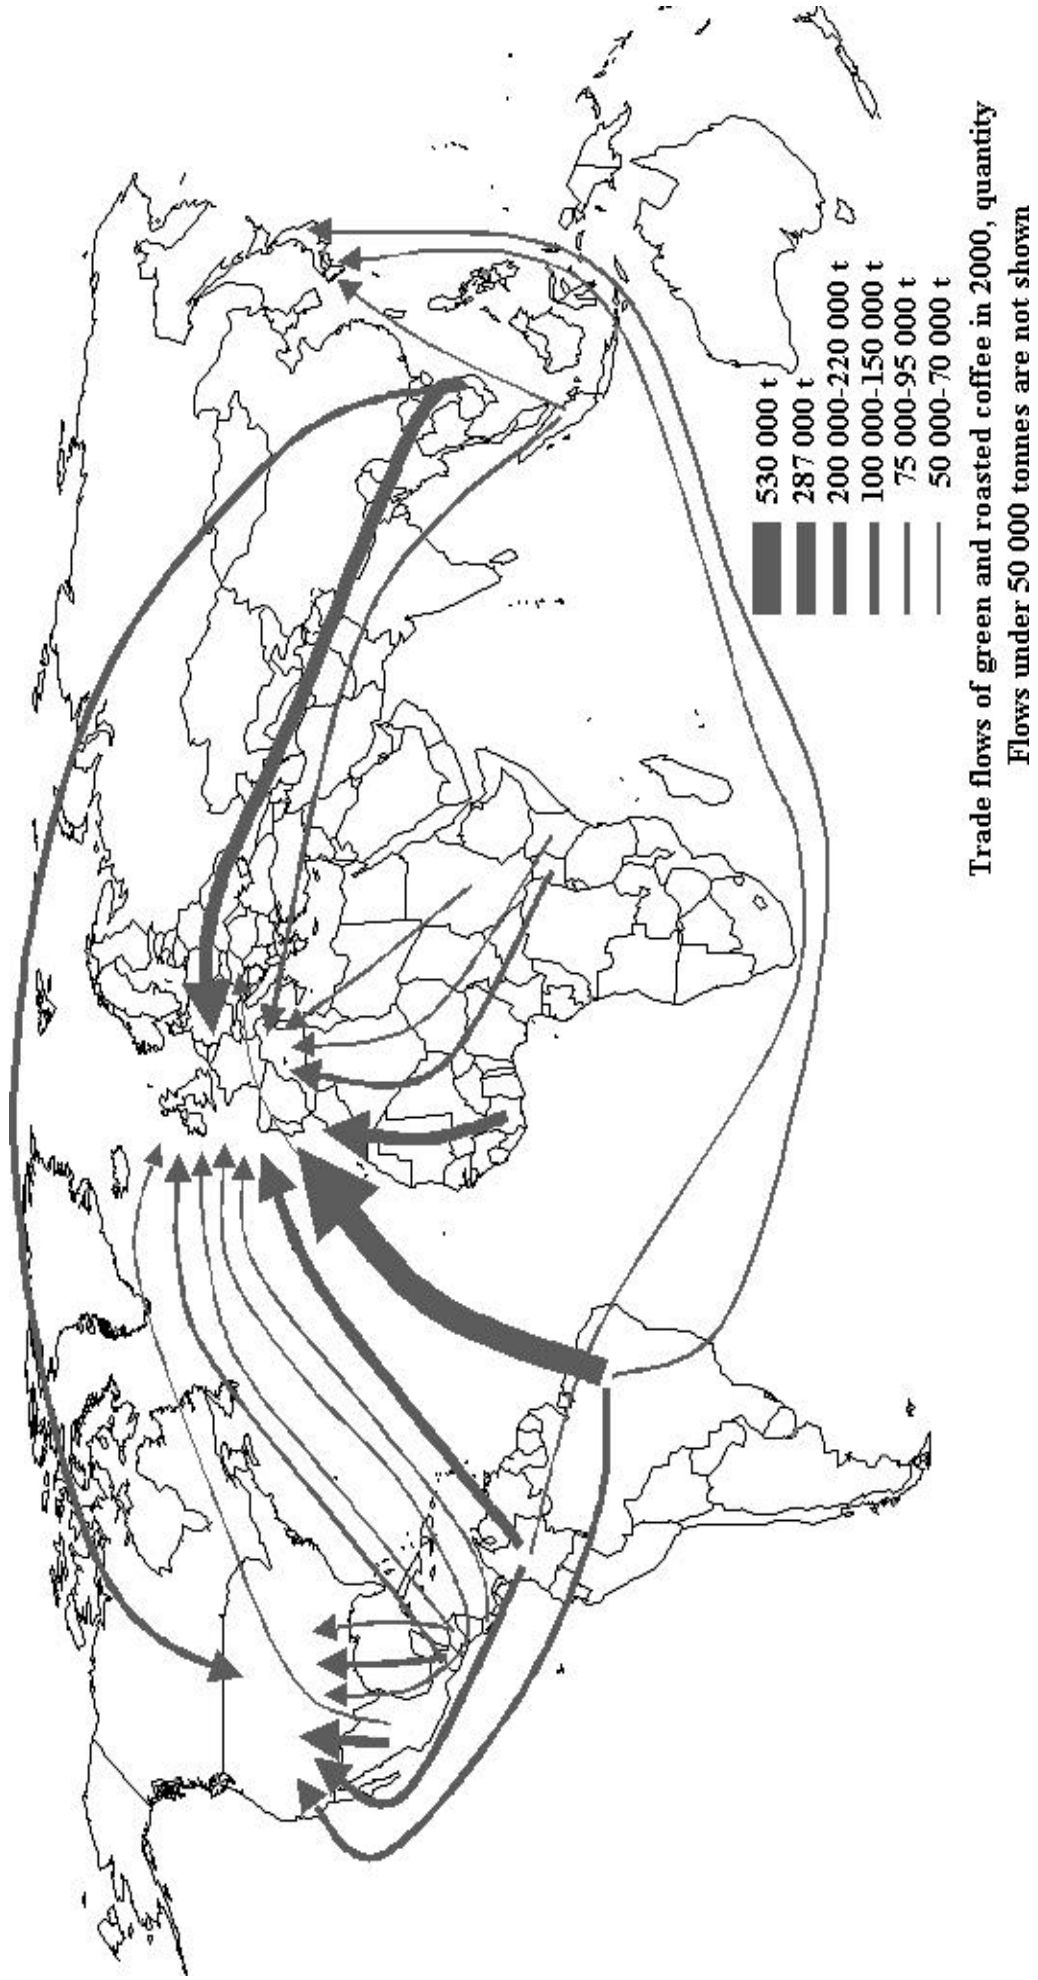 530 000 t
287 000 t
200 000-220 000 t
100 000-150 000 t
75 000-95 000 t
50 000-70 000 t
Trade flows of green and roasted coffee in 2000, quantity
Flows under 50 000 tonnes are not shown